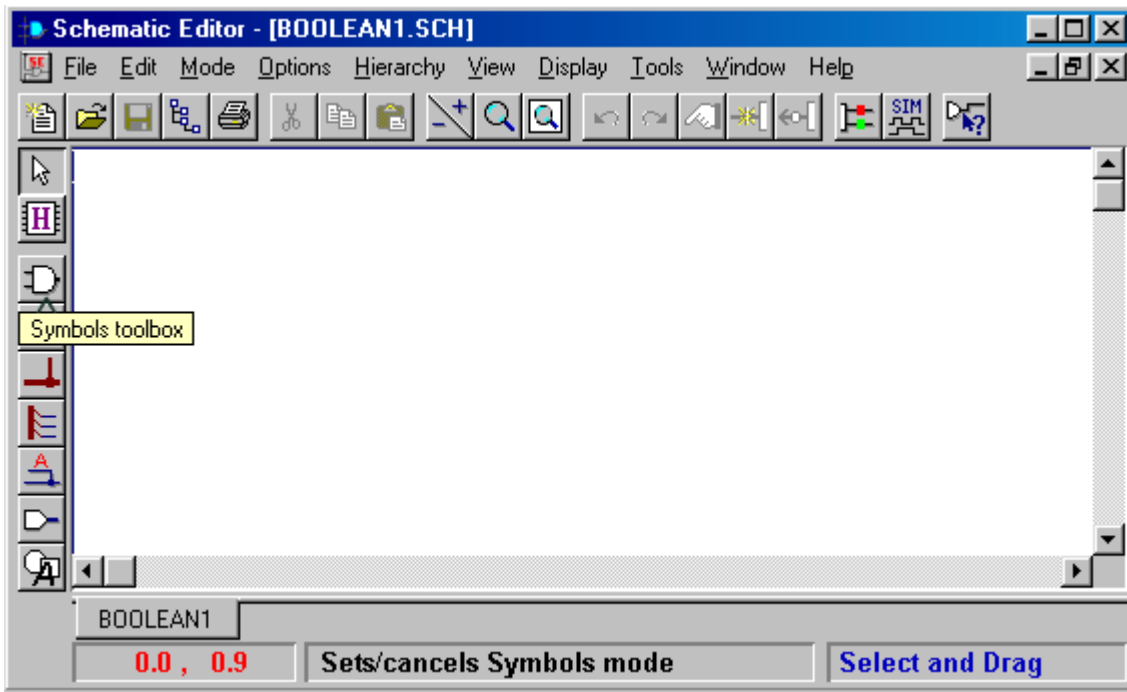 Schematic Editor - [BOOLEAN1.SCH]
SE File Edit Mode Options Hierarchy View Display Tools Window Help
SIM
H
Symbols toolbox
A
A
BOOLEAN1
0.0 , 0.9 Sets/cancels Symbols mode Select and Drag